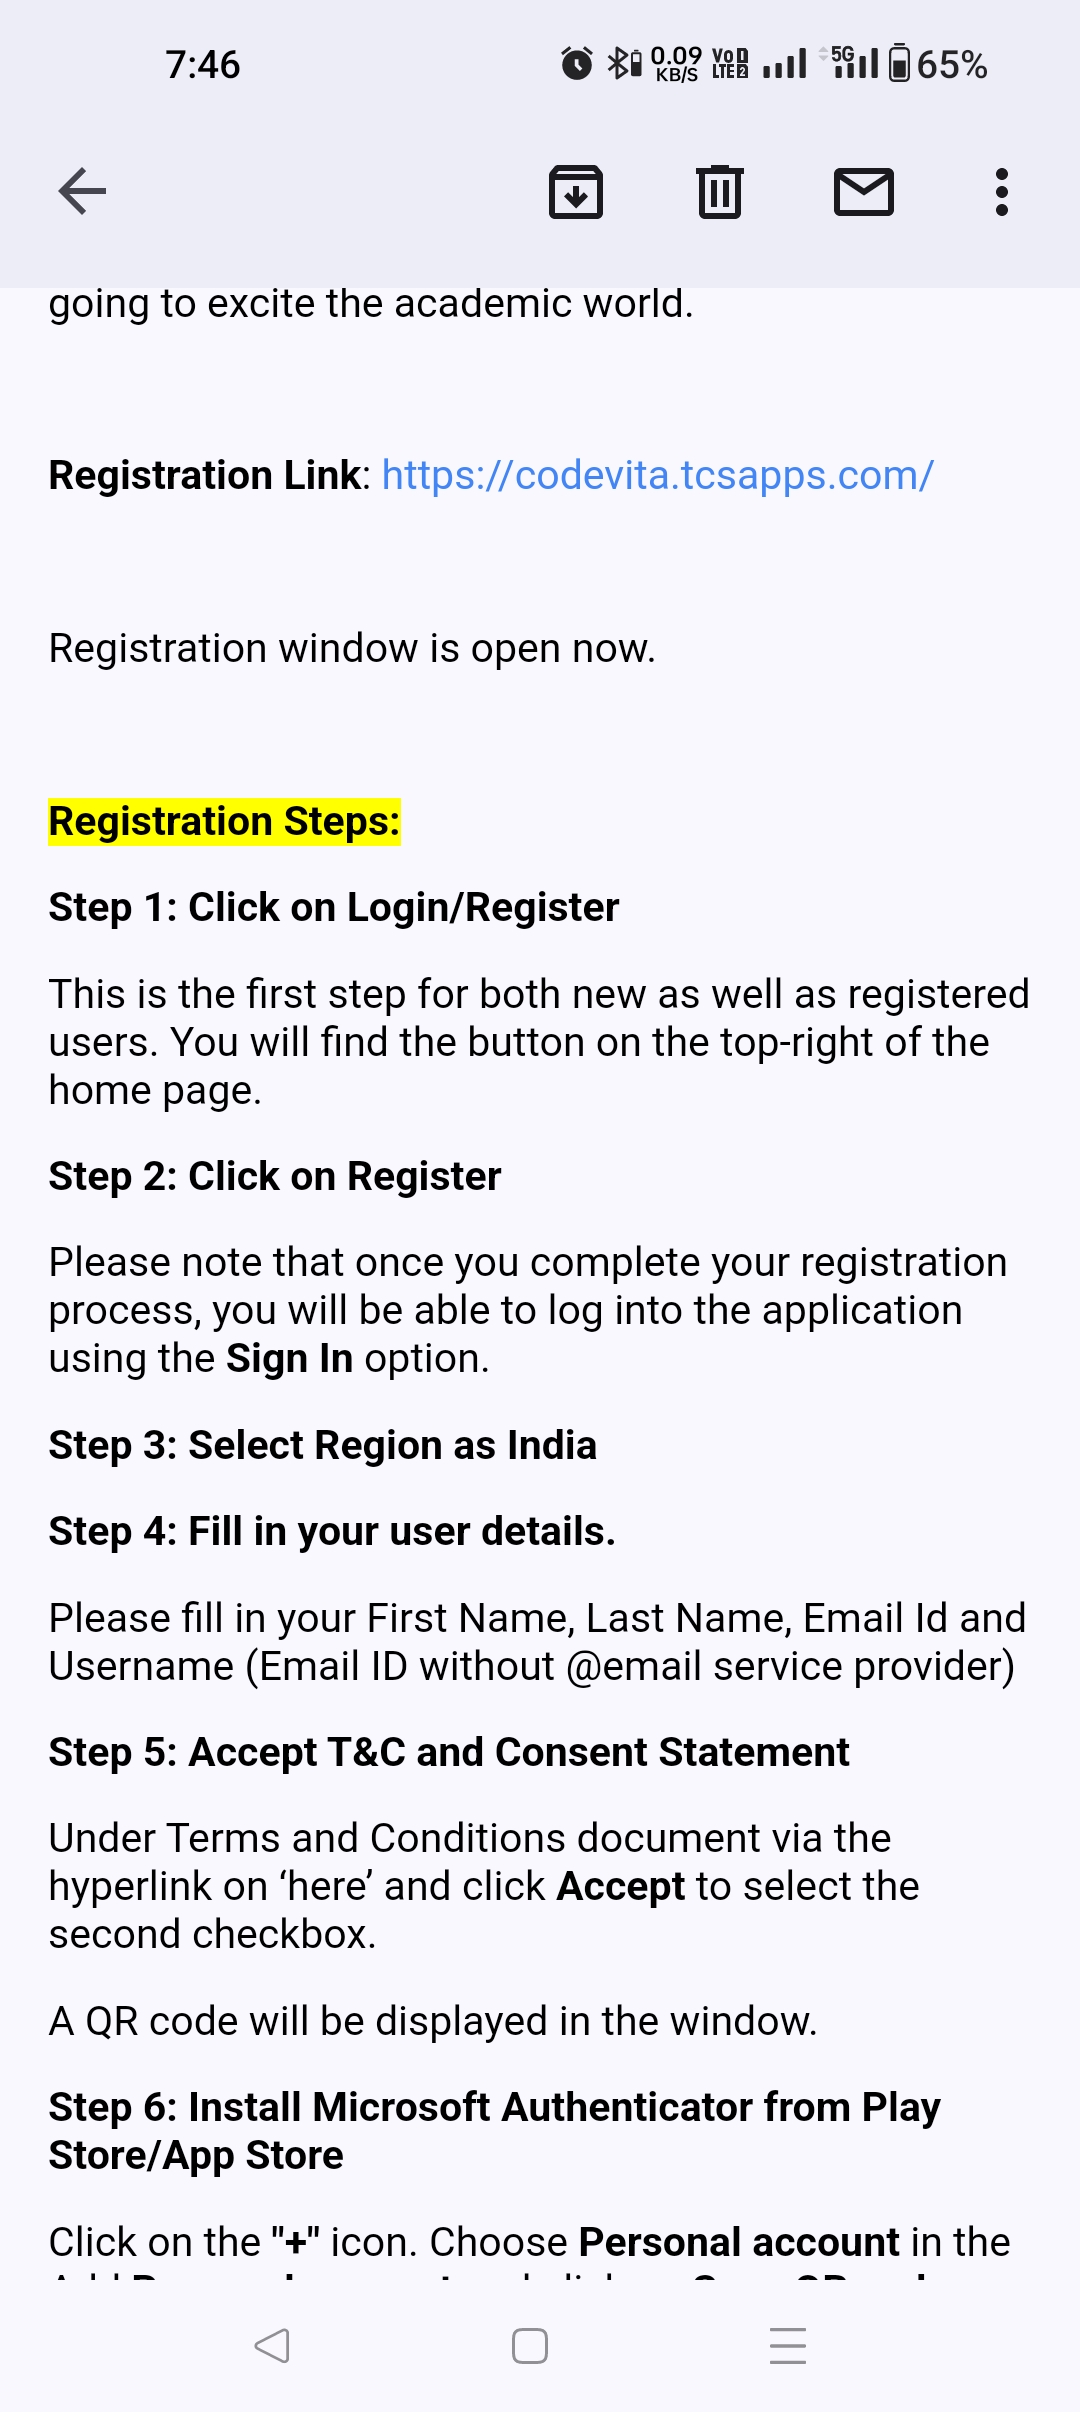 7:46
0.09
KB/S
VoD
LTE 2
5G
65%
going to excite the academic world.
Registration Link: https://codevita.tcsapps.com/
Registration window is open now.
Registration Steps:
Step 1: Click on Login/Register
This is the first step for both new as well as registered
users. You will find the button on the top-right of the
home page.
Step 2: Click on Register
Please note that once you complete your registration
process, you will be able to log into the application
using the Sign In option.
Step 3: Select Region as India
Step 4: Fill in your user details.
Please fill in your First Name, Last Name, Email Id and
Username (Email ID without @email service provider)
Step 5: Accept T&C and Consent Statement
Under Terms and Conditions document via the
hyperlink on ‘here’ and click Accept to select the
second checkbox.
A QR code will be displayed in the window.
Step 6: Install Microsoft Authenticator from Play
Store/App Store
Click on the "+" icon. Choose Personal account in the